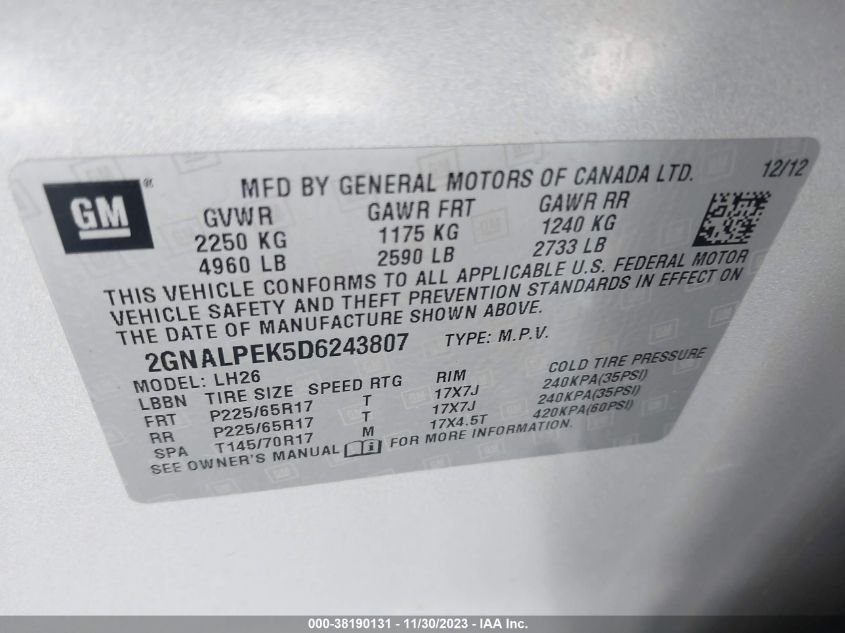 GM ®
MFD BY GENERAL MOTORS OF CANADA LTD. 12/12
GVWR GAWR FRT GAWR RR
2250 KG 1175 KG 1240 KG
4960 LB 2590 LB 2733 LB
THIS VEHICLE CONFORMS TO ALL APPLICABLE U.S. FEDERAL MOTOR
VEHICLE SAFETY AND THEFT PREVENTION STANDARDS IN EFFECT ON
THE DATE OF MANUFACTURE SHOWN ABOVE.
2GNALPEK5D6243807 TYPE: M.P.V.
MODEL: LH26
LBBN TIRE SIZE SPEED RTG RIM COLD TIRE PRESSURE
FRT P225/65R17 T 17X7J 240KPA(35PSI)
RR P225/65R17 T 17X7J 240KPA(35PSI)
SPA T145/70R17 M 17X4.5T 420KPA(60PSI)
SEE OWNER'S MANUAL FOR MORE INFORMATION.
000-38190131 - 11/30/2023 - IAA Inc.